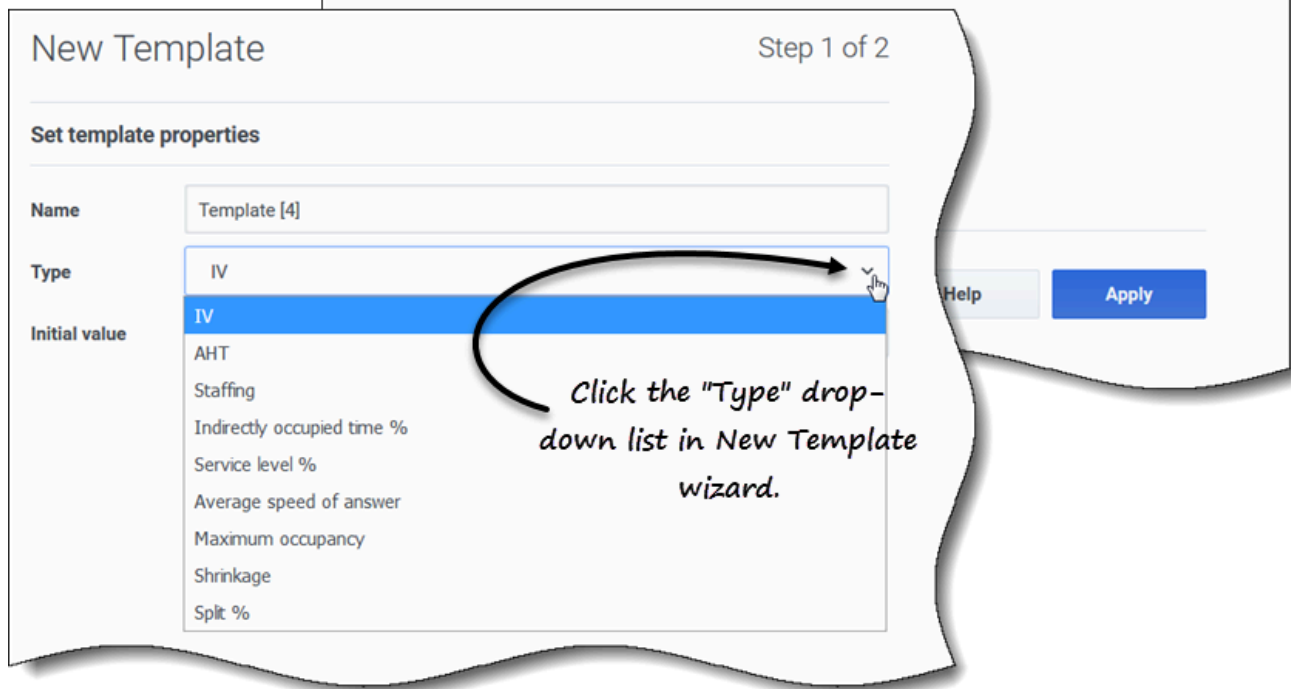 New Template
Step 1 of 2
Set template properties
Name
Template [4]
Type
IV
Initial value
IV
AHT
Staffing
Indirectly occupied time %
Service level %
Average speed of answer
Maximum occupancy
Shrinkage
Split %
Click the "Type" drop-
down list in New Template
wizard.
Help
Apply